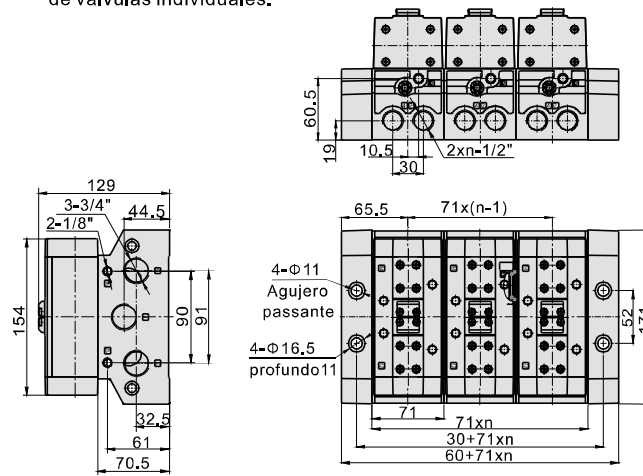 de válvulas individuales.
60.5
19
10.5
30
2xn-1/2"
129
3-3/4"
2-1/8"
44.5
154
90
91
32.5
61
70.5
65.5
71x(n-1)
4-Φ11
Agujero
passante
4-Φ16.5
profundo11
52
171
71
71xn
30+71xn
60+71xn